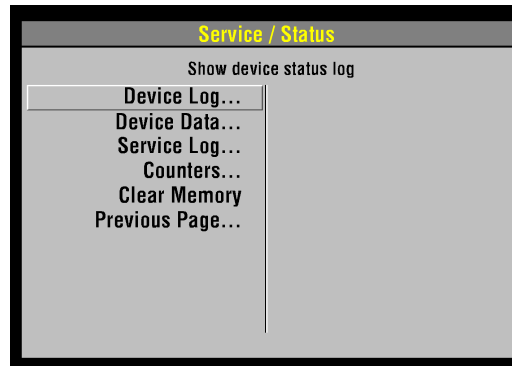 Service / Status
Show device status log
Device Log...
Device Data...
Service Log...
Counters...
Clear Memory
Previous Page...